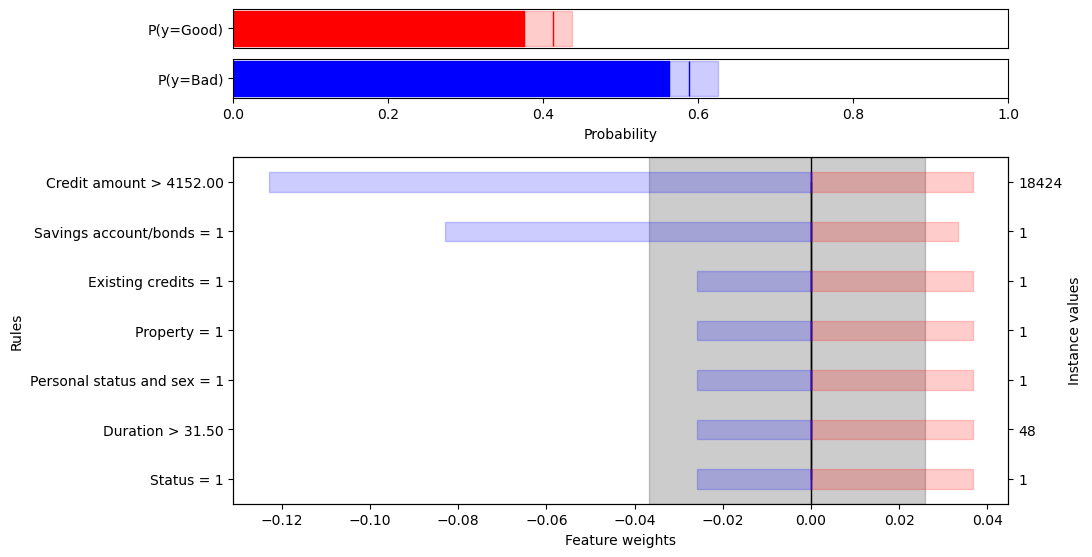 P(y=Good)
P(y=Bad)
0.0 0.2 0.4 0.6 0.8 1.0
Probability
Credit amount > 4152.00 18424
Savings account/bonds = 1 1
Existing credits = 1 1
Property = 1 1
Personal status and sex = 1 1
Duration > 31.50 48
Status = 1 1
Rules
Instance values
−0.12 −0.10 −0.08 −0.06 −0.04 −0.02 0.00 0.02 0.04
Feature weights